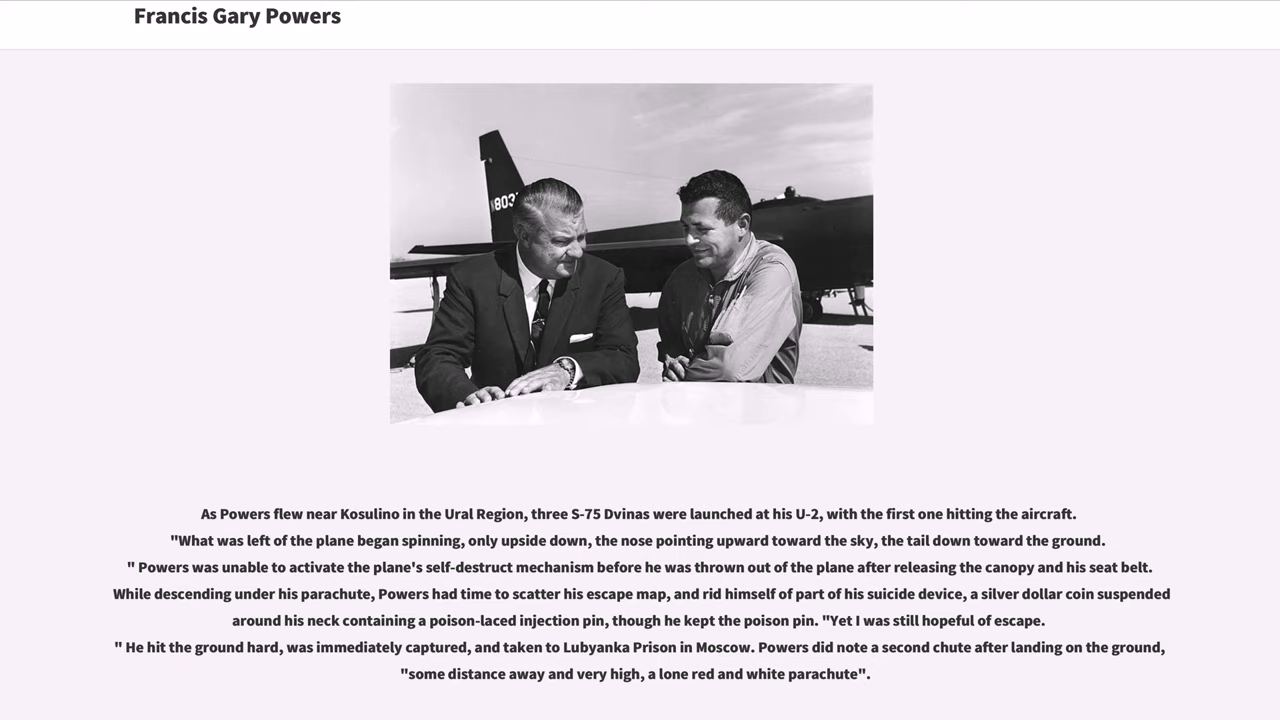 Francis Gary Powers
N803
As Powers flew near Kosulino in the Ural Region, three S-75 Dvinas were launched at his U-2, with the first one hitting the aircraft.
"What was left of the plane began spinning, only upside down, the nose pointing upward toward the sky, the tail down toward the ground.
" Powers was unable to activate the plane's self-destruct mechanism before he was thrown out of the plane after releasing the canopy and his seat belt.
While descending under his parachute, Powers had time to scatter his escape map, and rid himself of part of his suicide device, a silver dollar coin suspended
around his neck containing a poison-laced injection pin, though he kept the poison pin. "Yet I was still hopeful of escape.
" He hit the ground hard, was immediately captured, and taken to Lubyanka Prison in Moscow. Powers did note a second chute after landing on the ground,
"some distance away and very high, a lone red and white parachute".